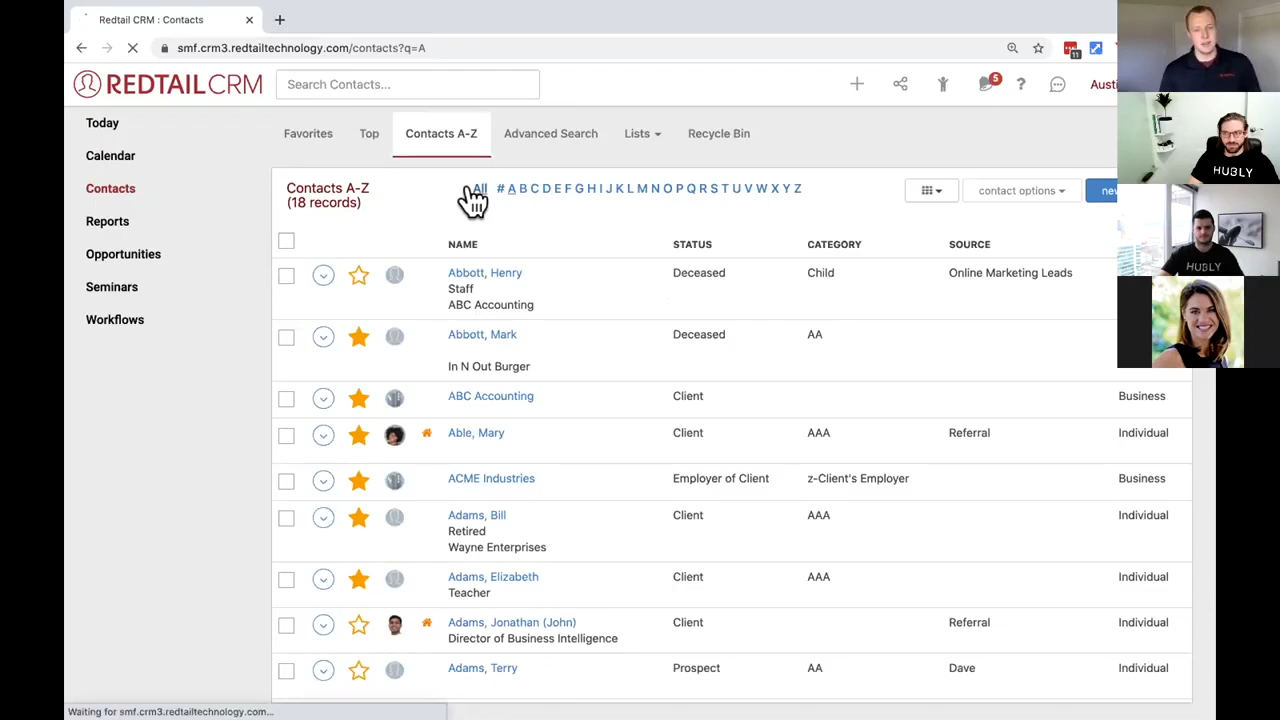 Redtail CRM : Contacts
smf.crm3.redtailtechnology.com/contacts?q=A
11
REDTAILCRM
Search Contacts...
5
?
Austi
Today
Calendar
Contacts
Reports
Opportunities
Seminars
Workflows
Favorites
Top
Contacts A-Z
Advanced Search
Lists
Recycle Bin
Contacts A-Z
(18 records)
All # A B C D E F G H I J K L M N O P Q R S T U V W X Y Z
contact options
new
NAME STATUS CATEGORY SOURCE
Abbott, Henry Deceased Child Online Marketing Leads
Staff
ABC Accounting
Abbott, Mark Deceased AA
In N Out Burger
ABC Accounting Client Business
Able, Mary Client AAA Referral Individual
ACME Industries Employer of Client z-Client's Employer Business
Adams, Bill Client AAA Individual
Retired
Wayne Enterprises
Adams, Elizabeth Client AAA Individual
Teacher
Adams, Jonathan (John) Client Referral Individual
Director of Business Intelligence
Adams, Terry Prospect AA Dave Individual
Waiting for smf.crm3.redtailtechnology.com...
HUBLY
HUBLY